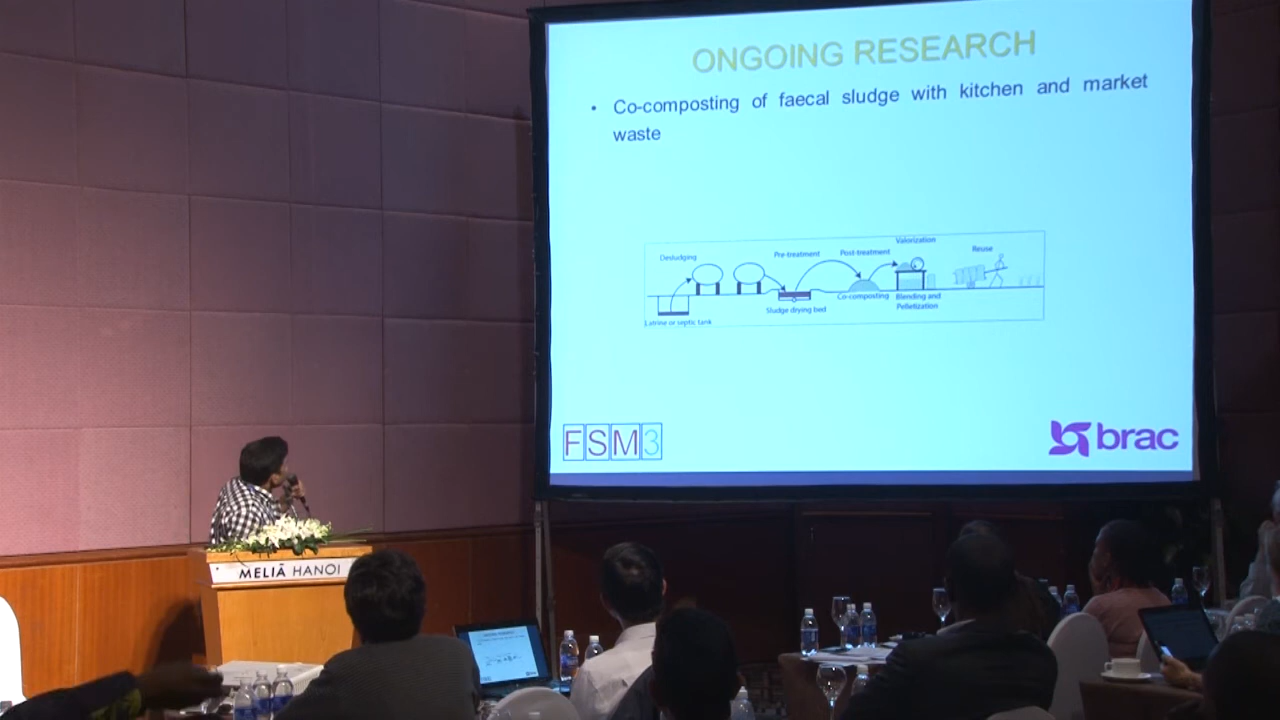 ONGOING RESEARCH
• Co-composting of faecal sludge with kitchen and market
waste
Desludging
Pre-treatment
Post-treatment
Valorization
Reuse
Latrine or septic tank
Sludge drying bed
Co-composting
Blending and
Pelletization
FSM3
brac
MELIÃ HANOI